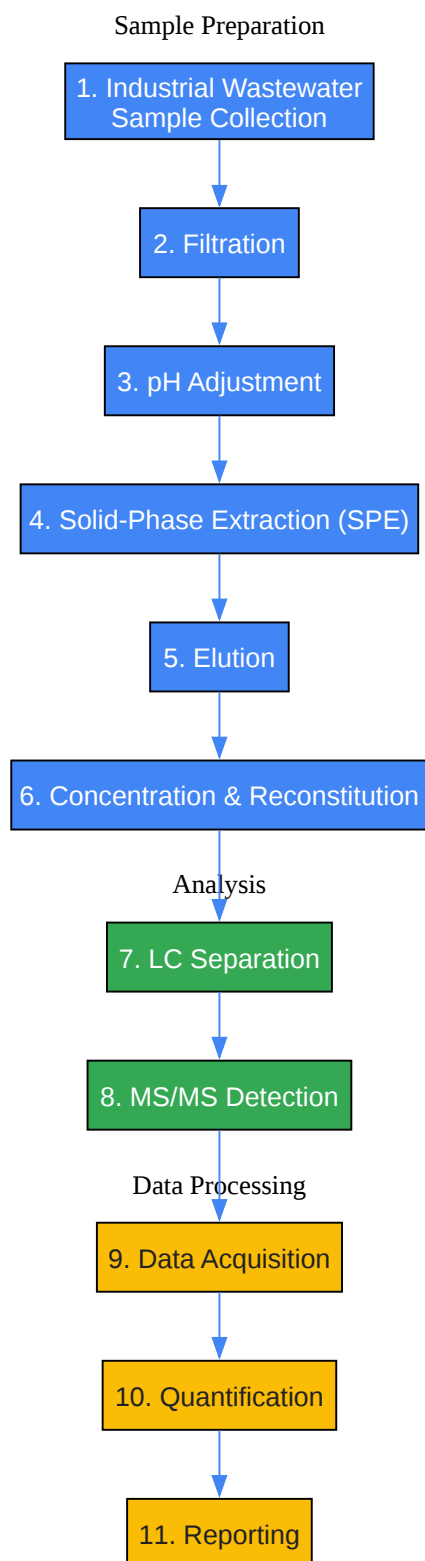 Sample Preparation
1. Industrial Wastewater
Sample Collection
2. Filtration
3. pH Adjustment
4. Solid-Phase Extraction (SPE)
5. Elution
6. Concentration & Reconstitution
Analysis
7. LC Separation
8. MS/MS Detection
Data Processing
9. Data Acquisition
10. Quantification
11. Reporting